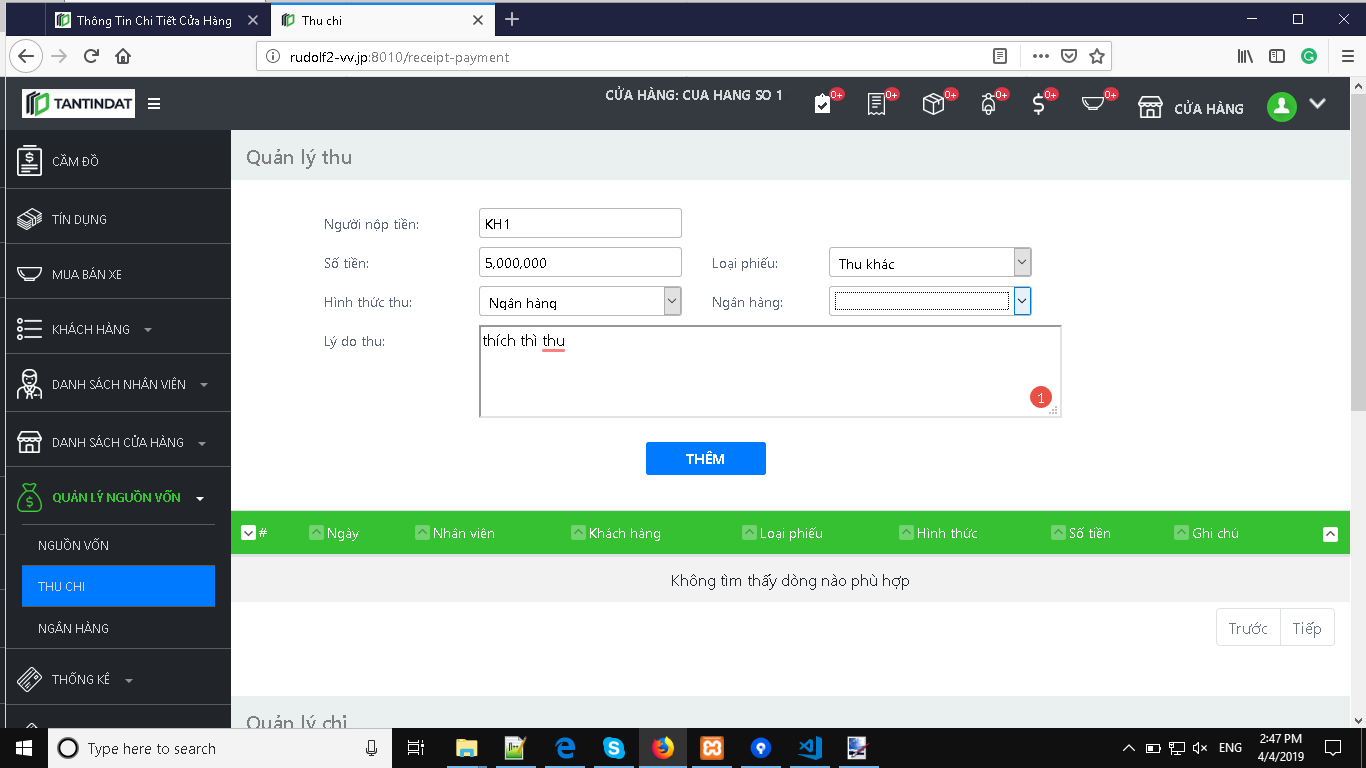 Thông Tin Chi Tiết Cửa Hàng
Thu chi
rudolf2-vv.jp:8010/receipt-payment
TANTINDAT
CỬA HÀNG: CUA HANG SO 1
0+ 0+ 0+ 0+ 0+ 0+
CỬA HÀNG
CẦM ĐỒ
TÍN DỤNG
MUA BÁN XE
KHÁCH HÀNG
DANH SÁCH NHÂN VIÊN
DANH SÁCH CỬA HÀNG
QUẢN LÝ NGUỒN VỐN
NGUỒN VỐN
THU CHI
NGÂN HÀNG
THỐNG KÊ
Quản lý thu
Người nộp tiền: KH1
Số tiền: 5,000,000 Loại phiếu: Thu khác
Hình thức thu: Ngân hàng Ngân hàng:
Lý do thu: thích thì thu
1
THÊM
# Ngày Nhân viên Khách hàng Loại phiếu Hình thức Số tiền Ghi chú
Không tìm thấy dòng nào phù hợp
Trước Tiếp
Quản lý chi
Type here to search
ENG
2:47 PM
4/4/2019